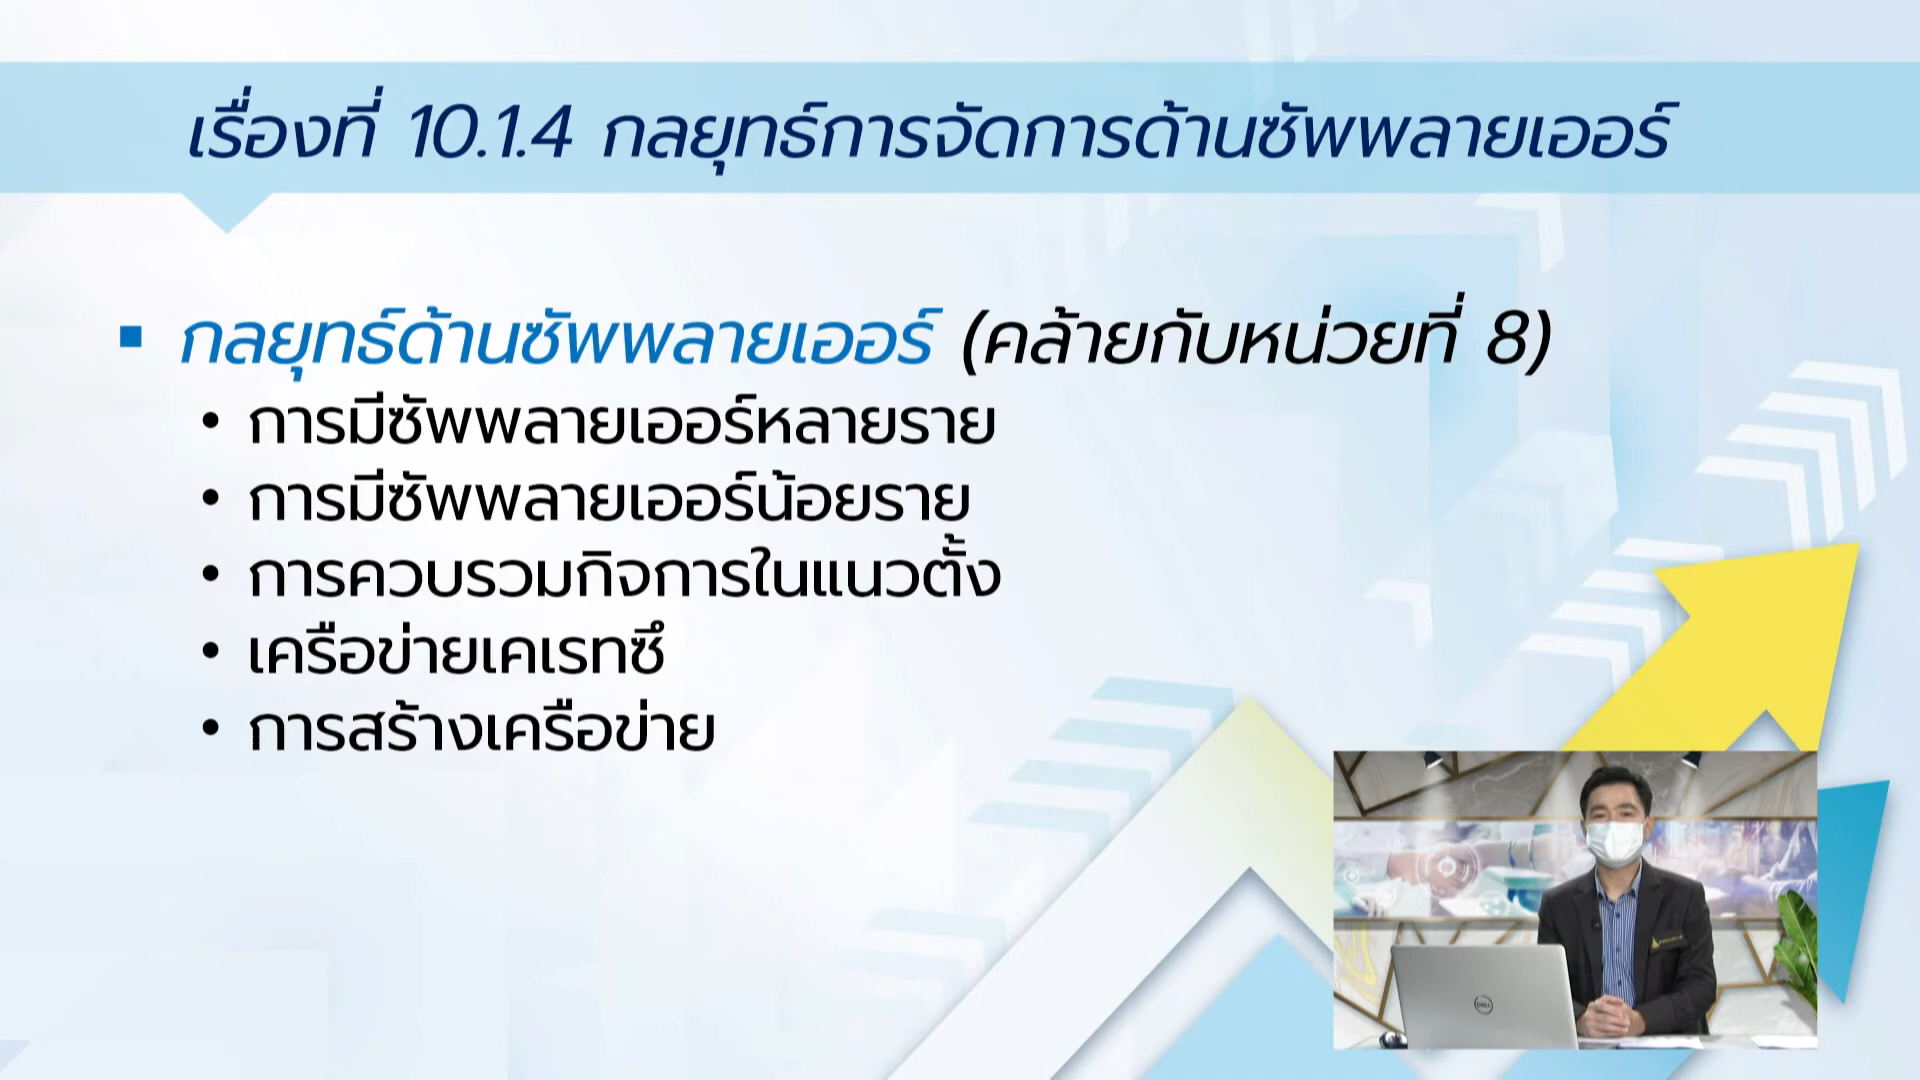 เรื่องที่ 10.1.4 กลยุทธ์การจัดการด้านซัพพลายเออร์
▪ กลยุทธ์ด้านซัพพลายเออร์ (คล้ายกับหน่วยที่ 8)
• การมีซัพพลายเออร์หลายราย
• การมีซัพพลายเออร์น้อยราย
• การควบรวมกิจการในแนวตั้ง
• เครือข่ายเคเรทซึ
• การสร้างเครือข่าย
DELL